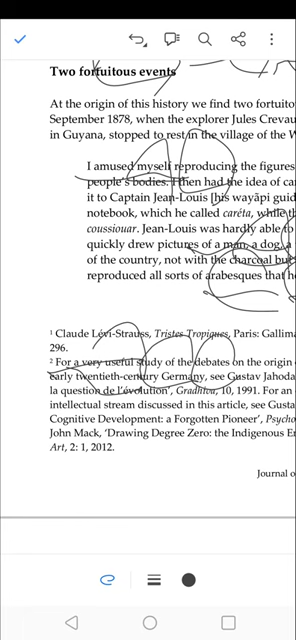 Two fortuitous events
At the origin of this history we find two fortuito
September 1878, when the explorer Jules Crevau
in Guyana, stopped to rest in the village of the W
I amused myself reproducing the figures
people's bodies. Then had the idea of ca
it to Captain Jean-Louis [his wayãpi guid
notebook, which he called caréta, while th
coussiouar. Jean-Louis was hardly able to
quickly drew pictures of a man, a dog, a
of the country, not with the charcoal but
reproduced all sorts of arabesques that he
1 Claude Lévi-Strauss, Tristes Tropiques, Paris: Gallima
296.
2 For a very useful study of the debates on the origin
early twentieth-century Germany, see Gustav Jahoda
la question de l'évolution', Gradhiva, 10, 1991. For an
intellectual stream discussed in this article, see Gusta
Cognitive Development: a Forgotten Pioneer', Psycho
John Mack, 'Drawing Degree Zero: the Indigenous En
Art, 2: 1, 2012.
Journal o